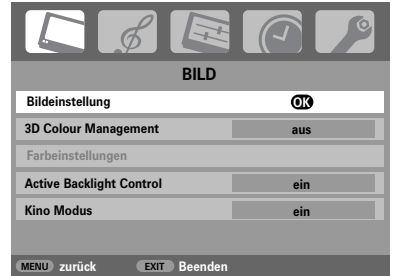 BILD
Bildeinstellung OK
3D Colour Management aus
Farbeinstellungen
Active Backlight Control ein
Kino Modus ein
MENU zurück EXIT Beenden